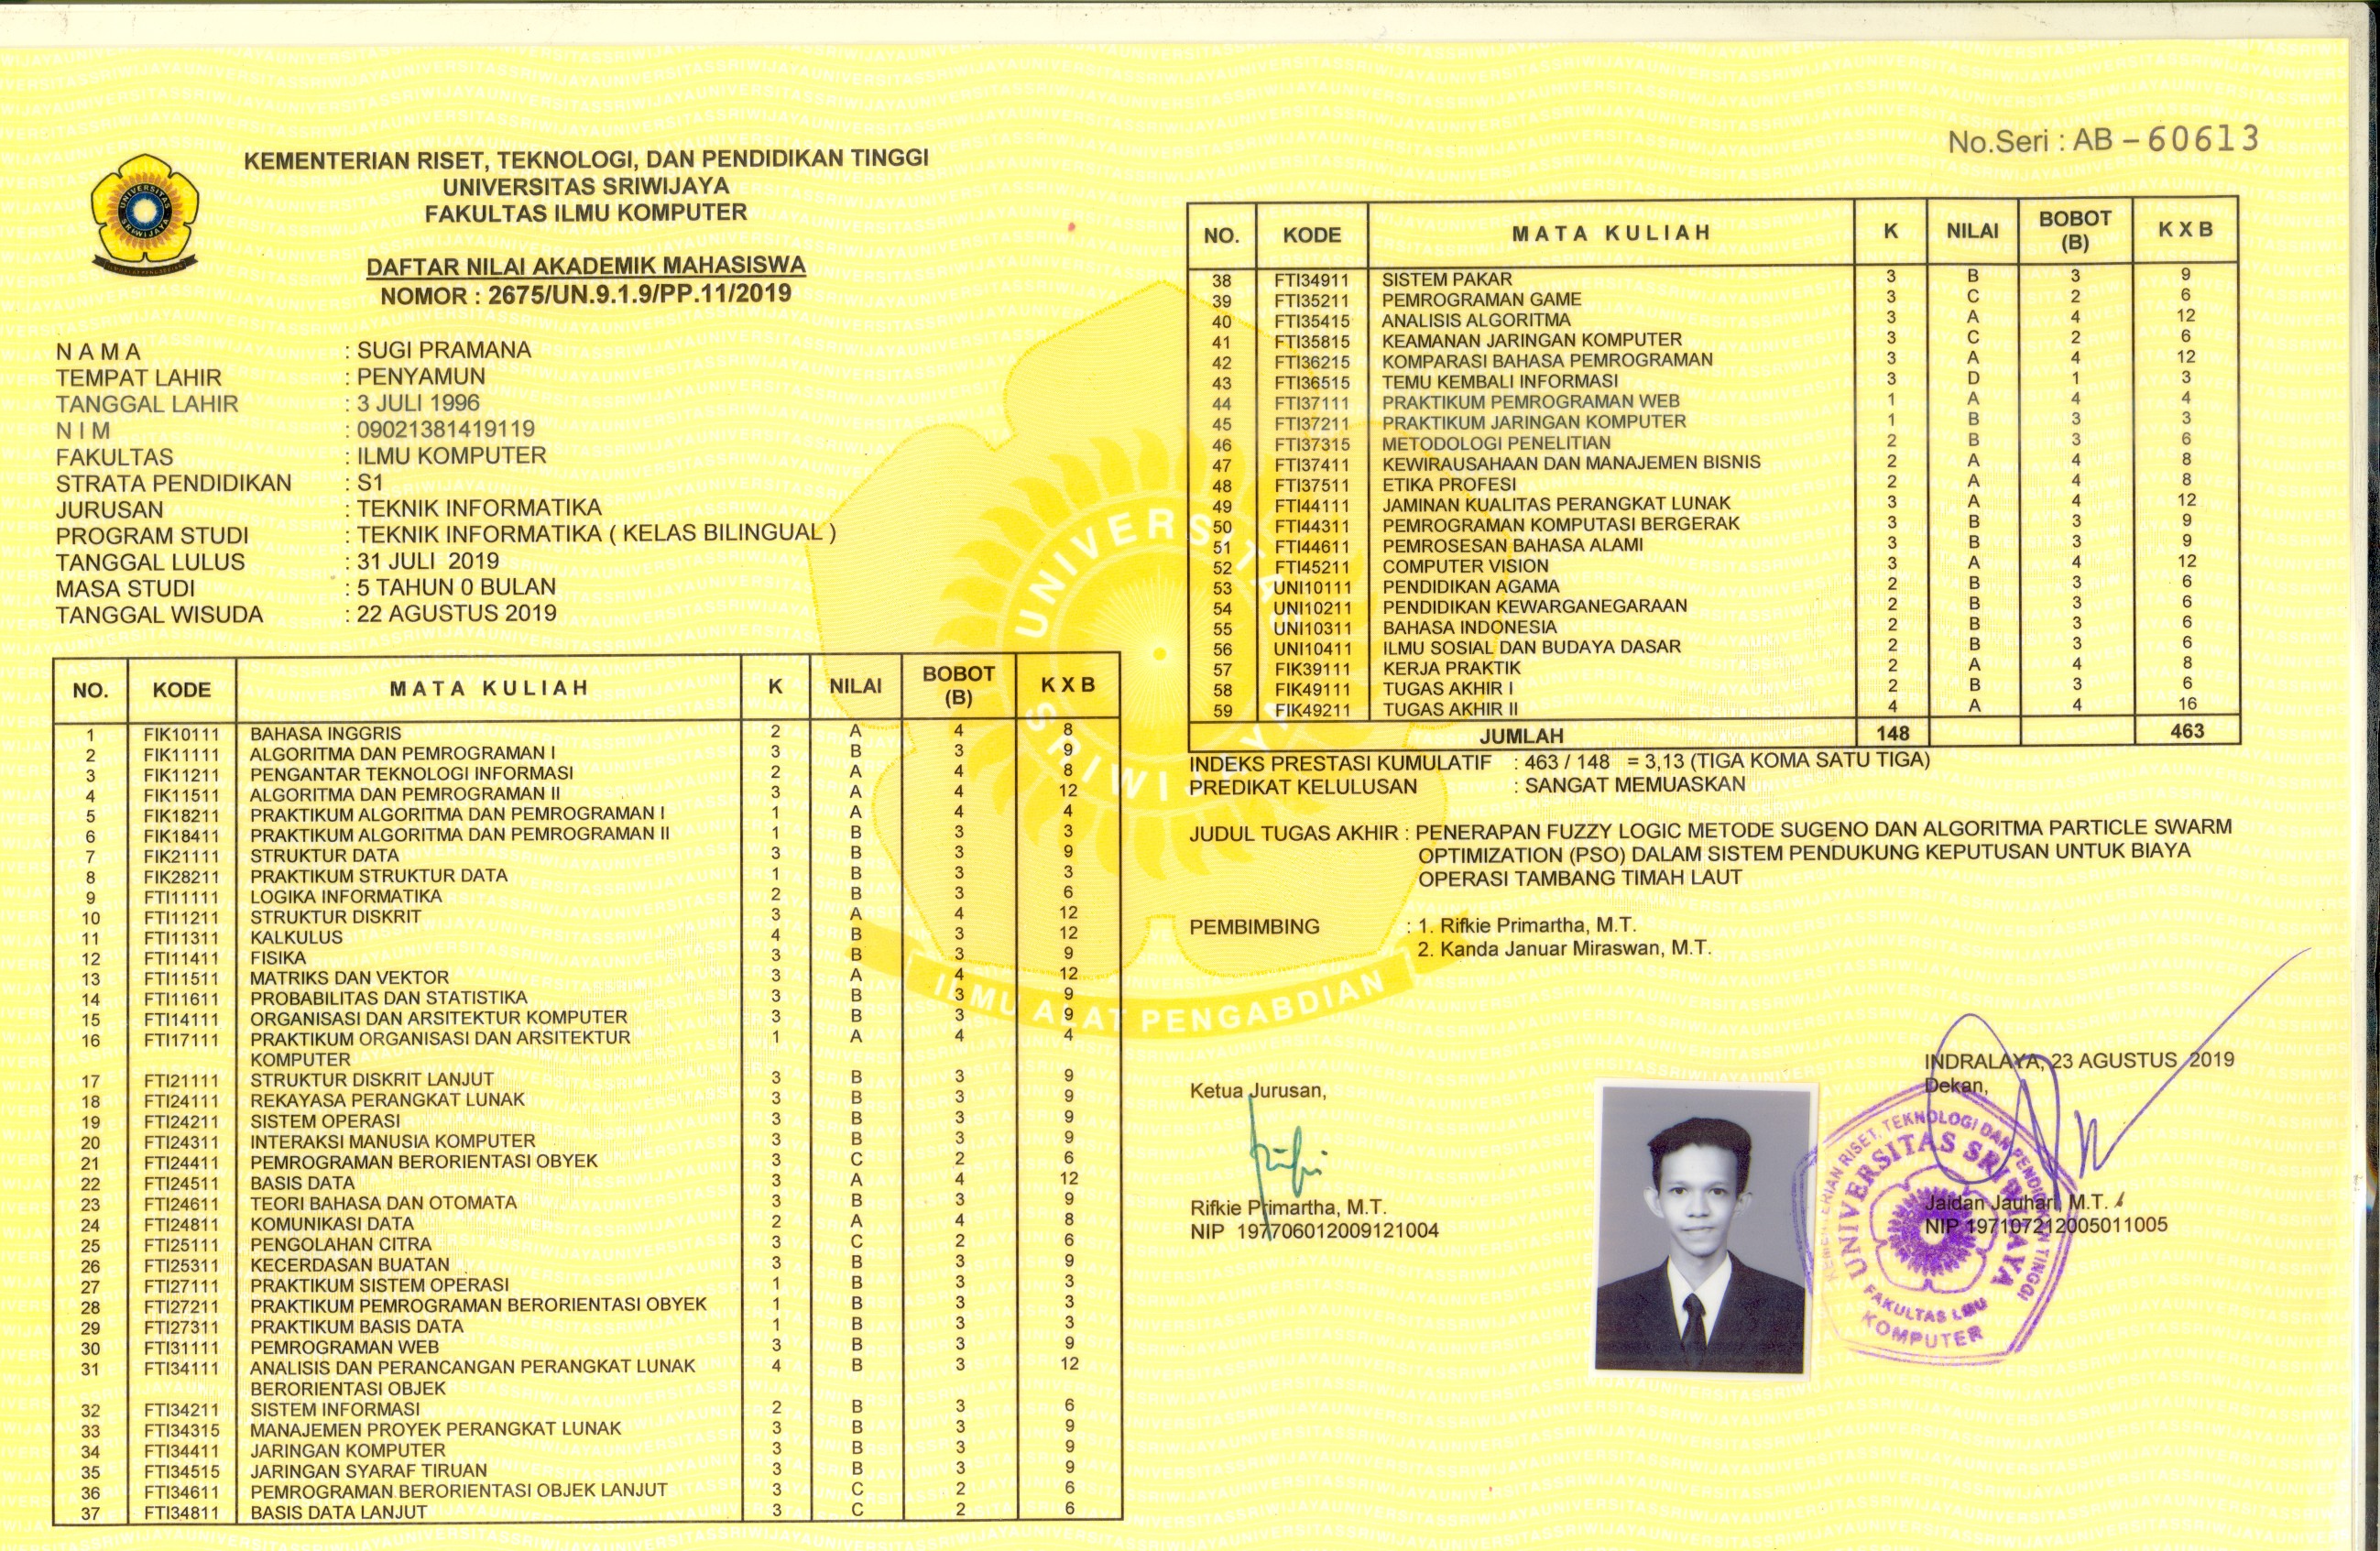 No.Seri : AB - 60613
KEMENTERIAN RISET, TEKNOLOGI, DAN PENDIDIKAN TINGGI
UNIVERSITAS SRIWIJAYA
FAKULTAS ILMU KOMPUTER
DAFTAR NILAI AKADEMIK MAHASISWA
NOMOR : 2675/UN.9.1.9/PP.11/2019
N A M A : SUGI PRAMANA
TEMPAT LAHIR : PENYAMUN
TANGGAL LAHIR : 3 JULI 1996
N I M : 09021381419119
FAKULTAS : ILMU KOMPUTER
STRATA PENDIDIKAN : S1
JURUSAN : TEKNIK INFORMATIKA
PROGRAM STUDI : TEKNIK INFORMATIKA ( KELAS BILINGUAL )
TANGGAL LULUS : 31 JULI 2019
MASA STUDI : 5 TAHUN 0 BULAN
TANGGAL WISUDA : 22 AGUSTUS 2019
NO. KODE MATA KULIAH K NILAI BOBOT (B) K X B
1 FIK10111 BAHASA INGGRIS 2 A 4 8
2 FIK11111 ALGORITMA DAN PEMROGRAMAN I 3 B 3 9
3 FIK11211 PENGANTAR TEKNOLOGI INFORMASI 2 A 4 8
4 FIK11511 ALGORITMA DAN PEMROGRAMAN II 3 A 4 12
5 FIK18211 PRAKTIKUM ALGORITMA DAN PEMROGRAMAN I 1 A 4 4
6 FIK18411 PRAKTIKUM ALGORITMA DAN PEMROGRAMAN II 1 B 3 3
7 FIK21111 STRUKTUR DATA 3 B 3 9
8 FIK28211 PRAKTIKUM STRUKTUR DATA 1 B 3 3
9 FTI11111 LOGIKA INFORMATIKA 2 B 3 6
10 FTI11211 STRUKTUR DISKRIT 3 A 4 12
11 FTI11311 KALKULUS 4 B 3 12
12 FTI11411 FISIKA 3 B 3 9
13 FTI11511 MATRIKS DAN VEKTOR 3 A 4 12
14 FTI11611 PROBABILITAS DAN STATISTIKA 3 B 3 9
15 FTI14111 ORGANISASI DAN ARSITEKTUR KOMPUTER 3 B 3 9
16 FTI17111 PRAKTIKUM ORGANISASI DAN ARSITEKTUR 1 A 4 4
KOMPUTER
17 FTI21111 STRUKTUR DISKRIT LANJUT 3 B 3 9
18 FTI24111 REKAYASA PERANGKAT LUNAK 3 B 3 9
19 FTI24211 SISTEM OPERASI 3 B 3 9
20 FTI24311 INTERAKSI MANUSIA KOMPUTER 3 B 3 9
21 FTI24411 PEMROGRAMAN BERORIENTASI OBYEK 3 C 2 6
22 FTI24511 BASIS DATA 3 A 4 12
23 FTI24611 TEORI BAHASA DAN OTOMATA 3 B 3 9
24 FTI24811 KOMUNIKASI DATA 2 A 4 8
25 FTI25111 PENGOLAHAN CITRA 3 C 2 6
26 FTI25311 KECERDASAN BUATAN 3 B 3 9
27 FTI27111 PRAKTIKUM SISTEM OPERASI 1 B 3 3
28 FTI27211 PRAKTIKUM PEMROGRAMAN BERORIENTASI OBYEK 1 B 3 3
29 FTI27311 PRAKTIKUM BASIS DATA 1 B 3 3
30 FTI31111 PEMROGRAMAN WEB 3 B 3 9
31 FTI34111 ANALISIS DAN PERANCANGAN PERANGKAT LUNAK 4 B 3 12
BERORIENTASI OBJEK
32 FTI34211 SISTEM INFORMASI 2 B 3 6
33 FTI34315 MANAJEMEN PROYEK PERANGKAT LUNAK 3 B 3 9
34 FTI34411 JARINGAN KOMPUTER 3 B 3 9
35 FTI34515 JARINGAN SYARAF TIRUAN 3 B 3 9
36 FTI34611 PEMROGRAMAN BERORIENTASI OBJEK LANJUT 3 C 2 6
37 FTI34811 BASIS DATA LANJUT 3 C 2 6
NO. KODE MATA KULIAH K NILAI BOBOT (B) K X B
38 FTI34911 SISTEM PAKAR 3 B 3 9
39 FTI35211 PEMROGRAMAN GAME 3 C 2 6
40 FTI35415 ANALISIS ALGORITMA 3 A 4 12
41 FTI35815 KEAMANAN JARINGAN KOMPUTER 3 C 2 6
42 FTI36215 KOMPARASI BAHASA PEMROGRAMAN 3 A 4 12
43 FTI36515 TEMU KEMBALI INFORMASI 3 D 1 3
44 FTI37111 PRAKTIKUM PEMROGRAMAN WEB 1 A 4 4
45 FTI37211 PRAKTIKUM JARINGAN KOMPUTER 1 B 3 3
46 FTI37315 METODOLOGI PENELITIAN 2 B 3 6
47 FTI37411 KEWIRAUSAHAAN DAN MANAJEMEN BISNIS 2 A 4 8
48 FTI37511 ETIKA PROFESI 2 A 4 8
49 FTI44111 JAMINAN KUALITAS PERANGKAT LUNAK 3 A 4 12
50 FTI44311 PEMROGRAMAN KOMPUTASI BERGERAK 3 B 3 9
51 FTI44611 PEMROSESAN BAHASA ALAMI 3 B 3 9
52 FTI45211 COMPUTER VISION 3 A 4 12
53 UNI10111 PENDIDIKAN AGAMA 2 B 3 6
54 UNI10211 PENDIDIKAN KEWARGANEGARAAN 2 B 3 6
55 UNI10311 BAHASA INDONESIA 2 B 3 6
56 UNI10411 ILMU SOSIAL DAN BUDAYA DASAR 2 B 3 6
57 FIK39111 KERJA PRAKTIK 2 A 4 8
58 FIK49111 TUGAS AKHIR I 2 B 3 6
59 FIK49211 TUGAS AKHIR II 4 A 4 16
JUMLAH 148 463
INDEKS PRESTASI KUMULATIF : 463 / 148 = 3,13 (TIGA KOMA SATU TIGA)
PREDIKAT KELULUSAN : SANGAT MEMUASKAN
JUDUL TUGAS AKHIR : PENERAPAN FUZZY LOGIC METODE SUGENO DAN ALGORITMA PARTICLE SWARM
OPTIMIZATION (PSO) DALAM SISTEM PENDUKUNG KEPUTUSAN UNTUK BIAYA
OPERASI TAMBANG TIMAH LAUT
PEMBIMBING : 1. Rifkie Primartha, M.T.
2. Kanda Januar Miraswan, M.T.
INDRALAYA, 23 AGUSTUS 2019
Ketua Jurusan,
Dekan,
Rifkie Primartha, M.T.
NIP 197706012009121004
Jaidan Jauhari, M.T.
NIP 197107212005011005
KEMENTERIAN RISET, TEKNOLOGI DAN PENDIDIKAN TINGGI
UNIVERSITAS SRIWIJAYA
FAKULTAS ILMU
KOMPUTER
UNIVERSITAS SRIWIJAYA
ILMU ALAT PENGABDIAN